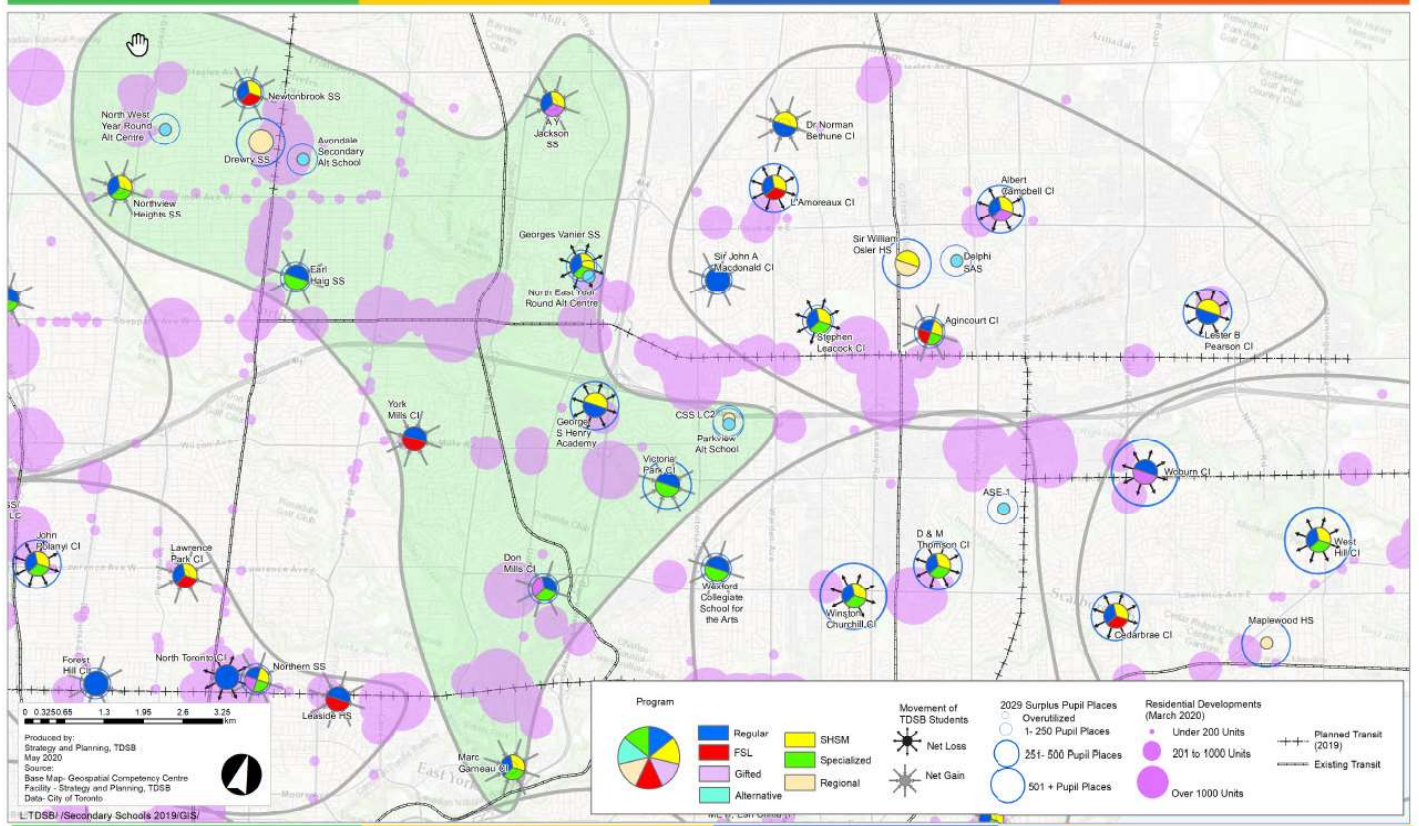 Newtonbrook SS
North West
Year Round
Alt Centre
Drewry SS
Avondale
Secondary
Alt School
A Y
Jackson
SS
Dr Norman
Bethune CI
L'Amoreaux CI
Albert
Campbell CI
Northview
Heights SS
Georges Vanier SS
Earl
Haig SS
North East Year
Round Alt Centre
Sir John A
Macdonald CI
Sir William
Osler HS
Delphi
SAS
Stephen
Leacock CI
Agincourt CI
Lester B
Pearson CI
York
Mills CI
George
S Henry
Academy
CSS LC2
Parkview
Alt School
Victoria
Park CI
Woburn CI
ASE 1
John
Polanyi CI
Lawrence
Park CI
Don
Mills CI
Wexford
Collegiate
School for
the Arts
D & M
Thomson CI
Winston
Churchill CI
West
Hill CI
Cedarbrae CI
Maplewood HS
Forest
Hill CI
North Toronto CI
Northern SS
Leaside HS
Marc
Garneau CI
East York
0 0.325 0.65 1.3 1.95 2.6 3.25
km
Produced by:
Strategy and Planning, TDSB
May 2020
Source:
Base Map- Geospatial Competency Centre
Facility - Strategy and Planning, TDSB
Data- City of Toronto
L:TDSB/ /Secondary Schools 2019/GIS/
Program
Regular
FSL
Gifted
Alternative
SHSM
Specialized
Regional
Movement of
TDSB Students
Net Loss
Net Gain
2029 Surplus Pupil Places
Overutilized
1- 250 Pupil Places
251- 500 Pupil Places
501 + Pupil Places
Residential Developments
(March 2020)
Under 200 Units
201 to 1000 Units
Over 1000 Units
Planned Transit
(2019)
Existing Transit